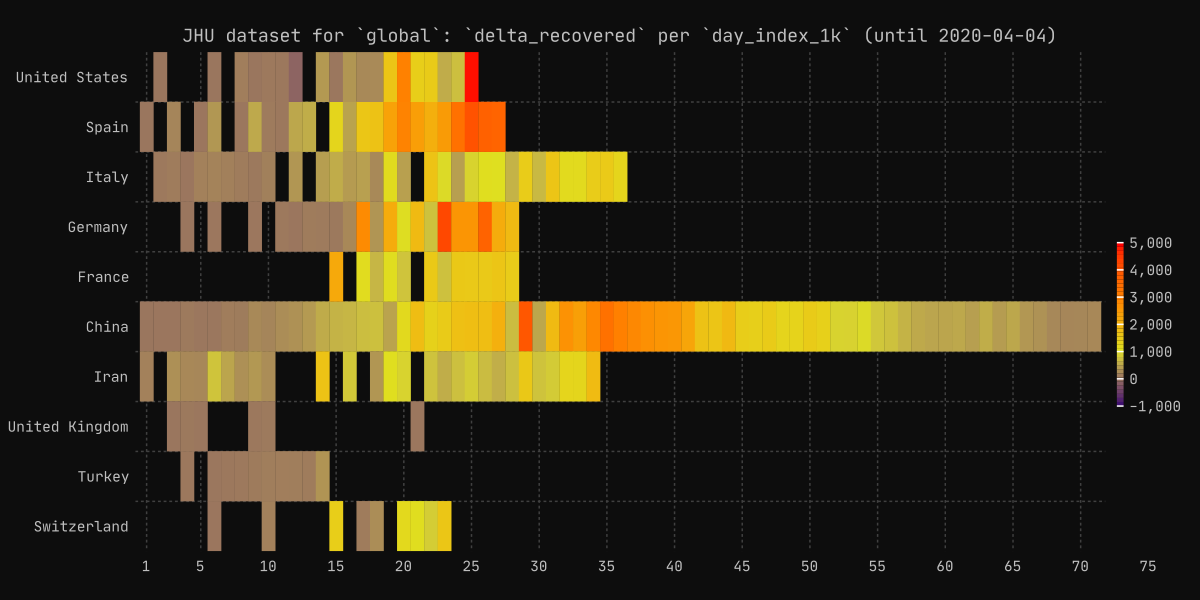 JHU dataset for `global`: `delta_recovered` per `day_index_1k` (until 2020-04-04)
United States
Spain
Italy
Germany
France
China
Iran
United Kingdom
Turkey
Switzerland
5,000
4,000
3,000
2,000
1,000
0
-1,000
1 5 10 15 20 25 30 35 40 45 50 55 60 65 70 75